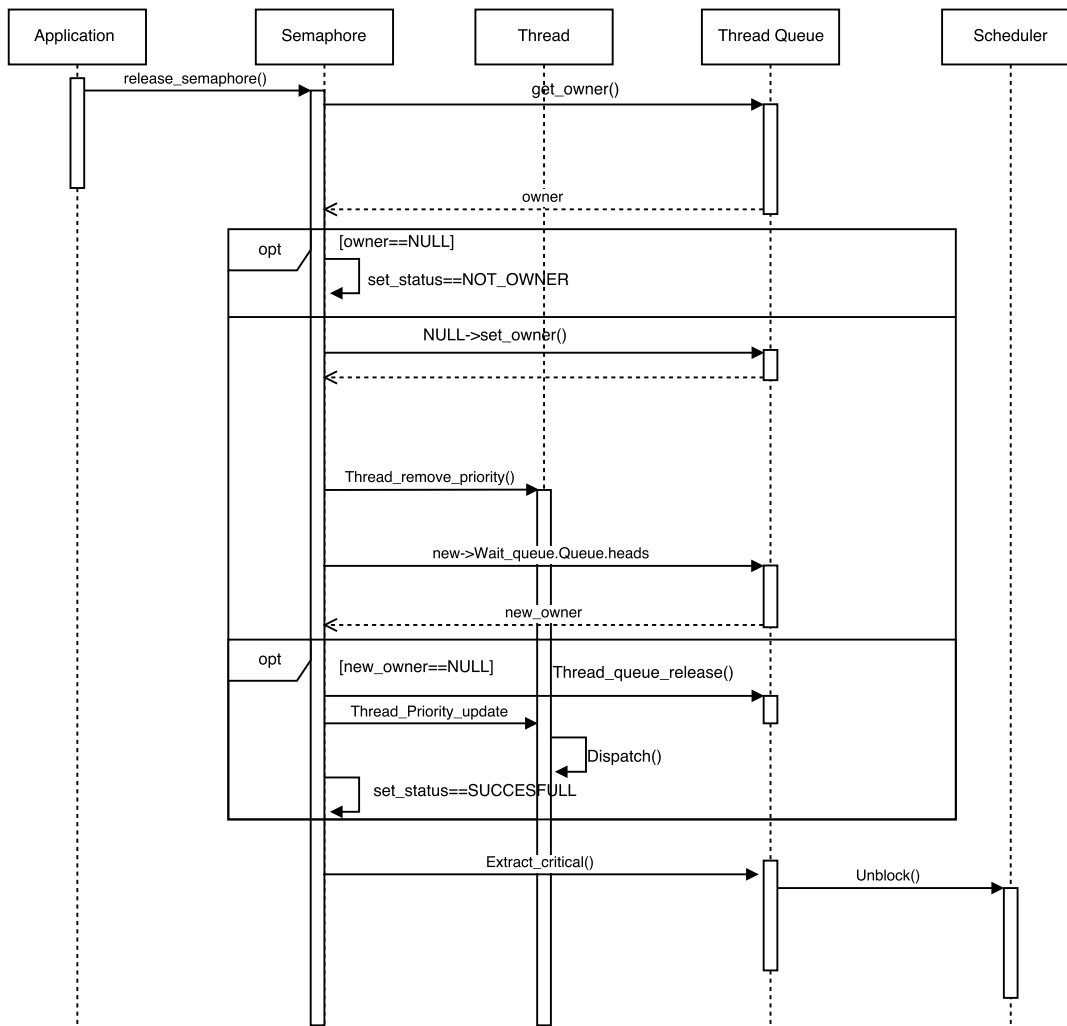 Application
Semaphore
Thread
Thread Queue
Scheduler
release_semaphore()
get_owner()
owner
opt
[owner==NULL]
set_status==NOT_OWNER
NULL->set_owner()
Thread_remove_priority()
new->Wait_queue.Queue.heads
new_owner
opt
[new_owner==NULL]
Thread_queue_release()
Thread_Priority_update
Dispatch()
set_status==SUCCESFULL
Extract_critical()
Unblock()